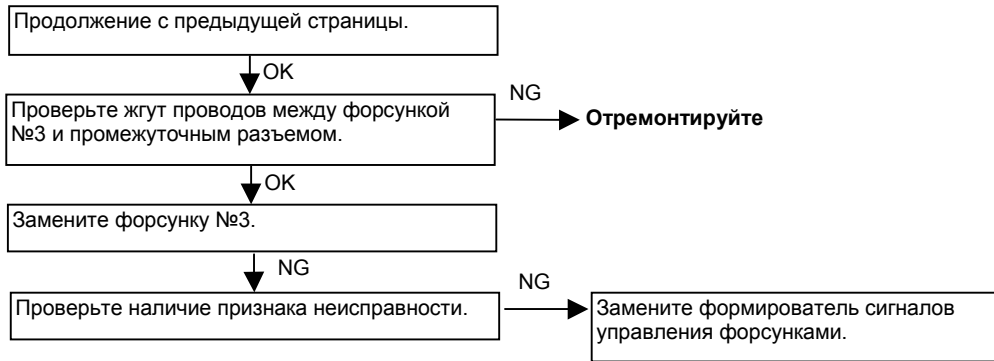 Продолжение с предыдущей страницы.
OK
Проверьте жгут проводов между форсункой
№3 и промежуточным разъемом.
NG
Отремонтируйте
OK
Замените форсунку №3.
NG
Проверьте наличие признака неисправности.
NG
Замените формирователь сигналов
управления форсунками.